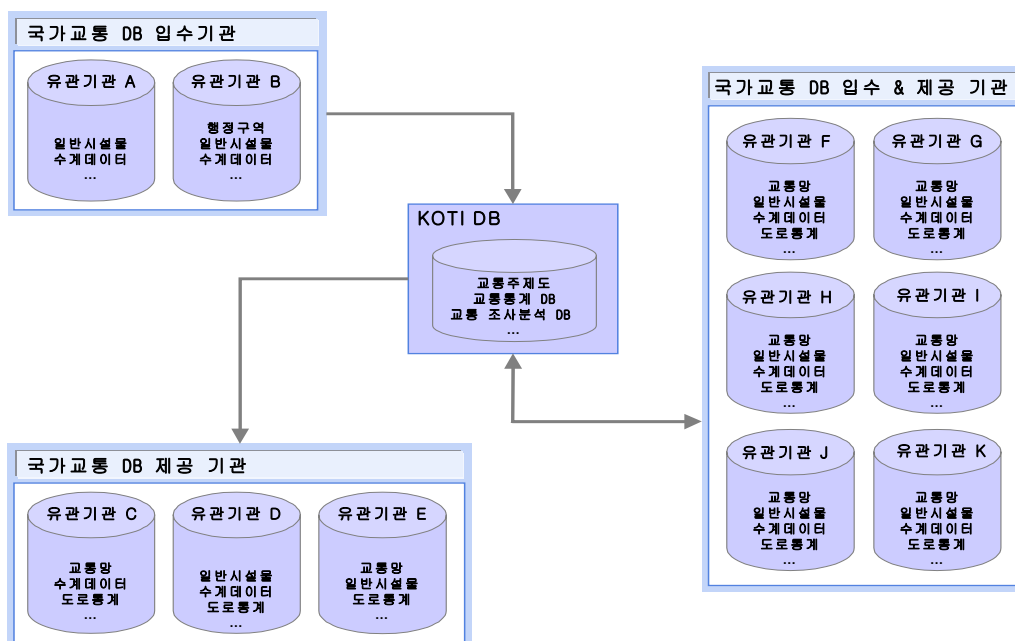 국가교통 DB 입수기관
유관기관 A
일반시설물
수계데이터
...
유관기관 B
행정구역
일반시설물
수계데이터
...
KOTI DB
교통주제도
교통통계 DB
교통 조사분석 DB
...
국가교통 DB 제공 기관
유관기관 C
교통망
수계데이터
도로통계
...
유관기관 D
일반시설물
수계데이터
도로통계
...
유관기관 E
교통망
일반시설물
도로통계
...
국가교통 DB 입수 & 제공 기관
유관기관 F
교통망
일반시설물
수계데이터
도로통계
...
유관기관 G
교통망
일반시설물
수계데이터
도로통계
...
유관기관 H
교통망
일반시설물
수계데이터
도로통계
...
유관기관 I
교통망
일반시설물
수계데이터
도로통계
...
유관기관 J
교통망
일반시설물
수계데이터
도로통계
...
유관기관 K
교통망
일반시설물
수계데이터
도로통계
...